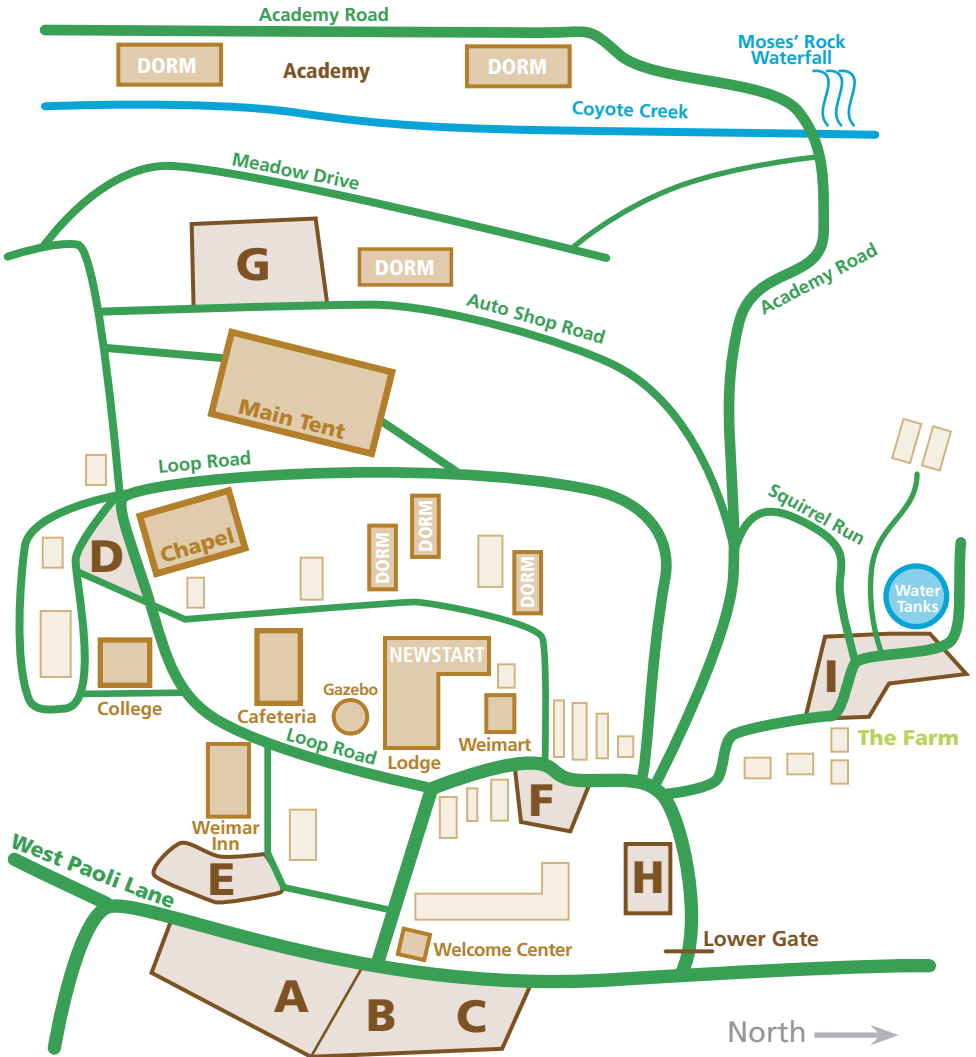 Academy Road
DORM
Academy
DORM
Moses’ Rock
Waterfall
Coyote Creek
Meadow Drive
G
DORM
Academy Road
Auto Shop Road
Main Tent
Loop Road
Squirrel Run
DORM
DORM
Chapel
D
DORM
Water
Tanks
NEWSTART
I
Gazebo
College
Cafeteria
Weimart
Loop Road
Lodge
The Farm
F
Weimar
Inn
West Paoli Lane
E
H
Lower Gate
Welcome Center
A
B
C
North